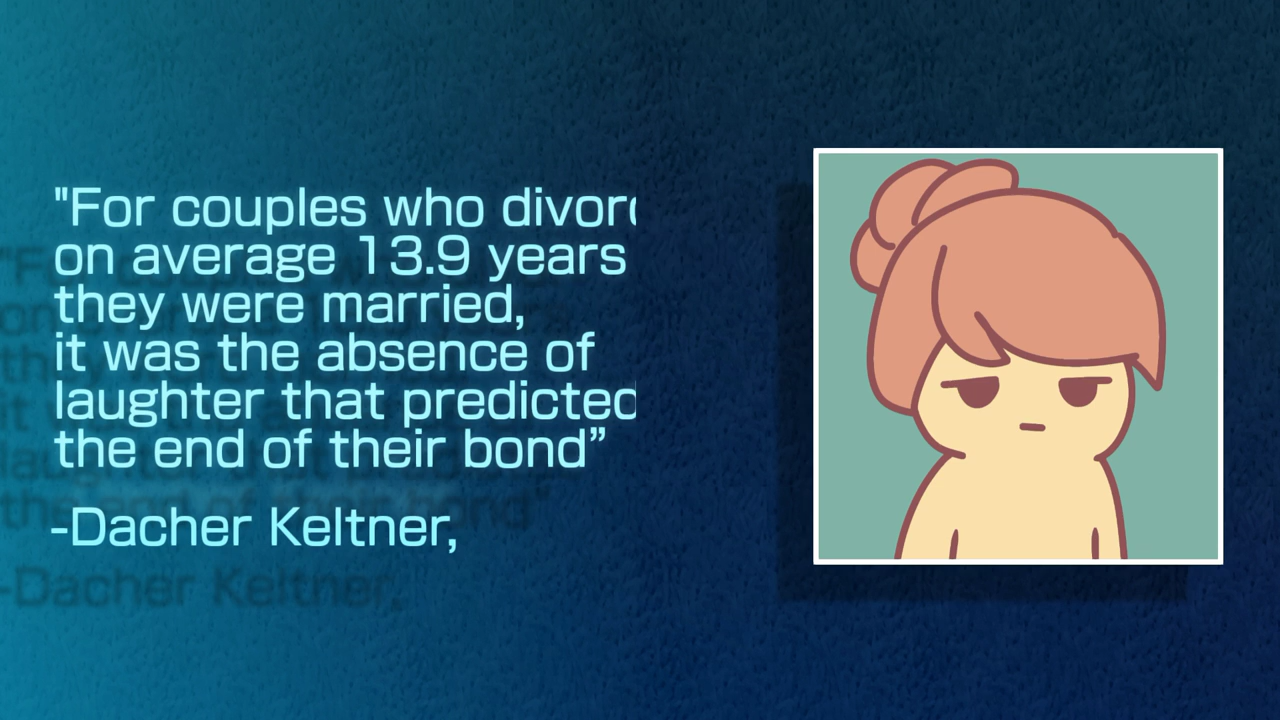 "For couples who divorc
on average 13.9 years
they were married,
it was the absence of
laughter that predicted
the end of their bond”
-Dacher Keltner,